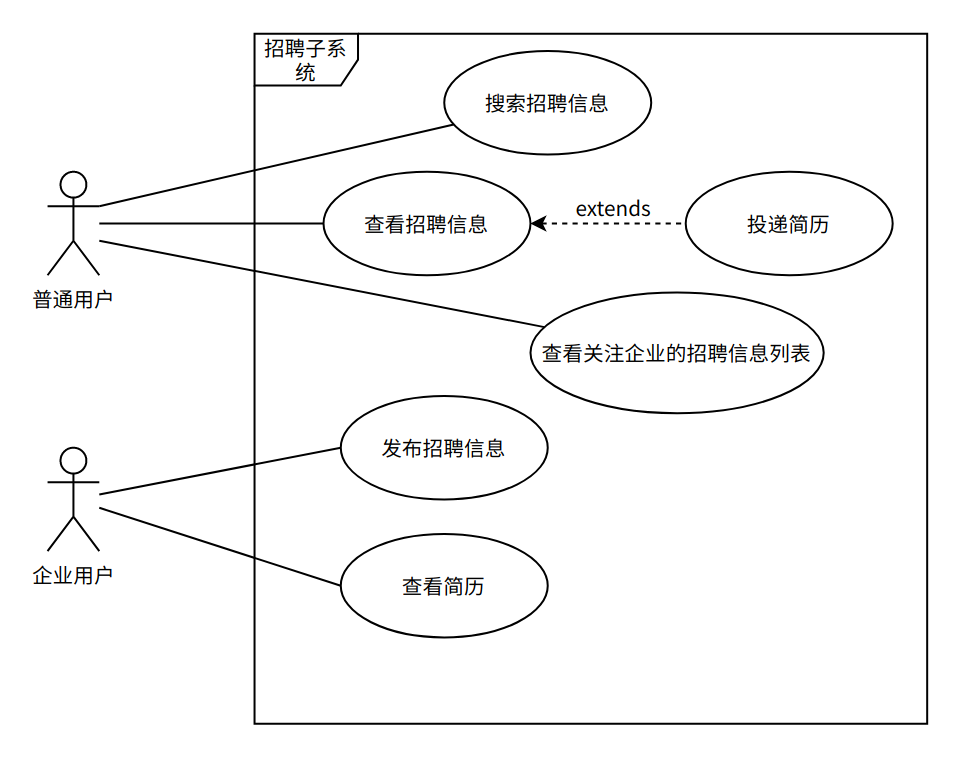 招聘子系
统
搜索招聘信息
查看招聘信息
extends
投递简历
普通用户
查看关注企业的招聘信息列表
发布招聘信息
企业用户
查看简历